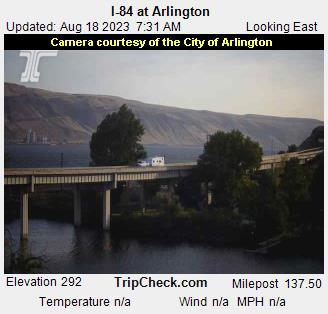 I-84 at Arlington
Updated: Aug 18 2023 7:31 AM Looking East
Camera courtesy of the City of Arlington
Elevation 292 TripCheck.com Milepost 137.50
Temperature n/a Wind n/a MPH n/a